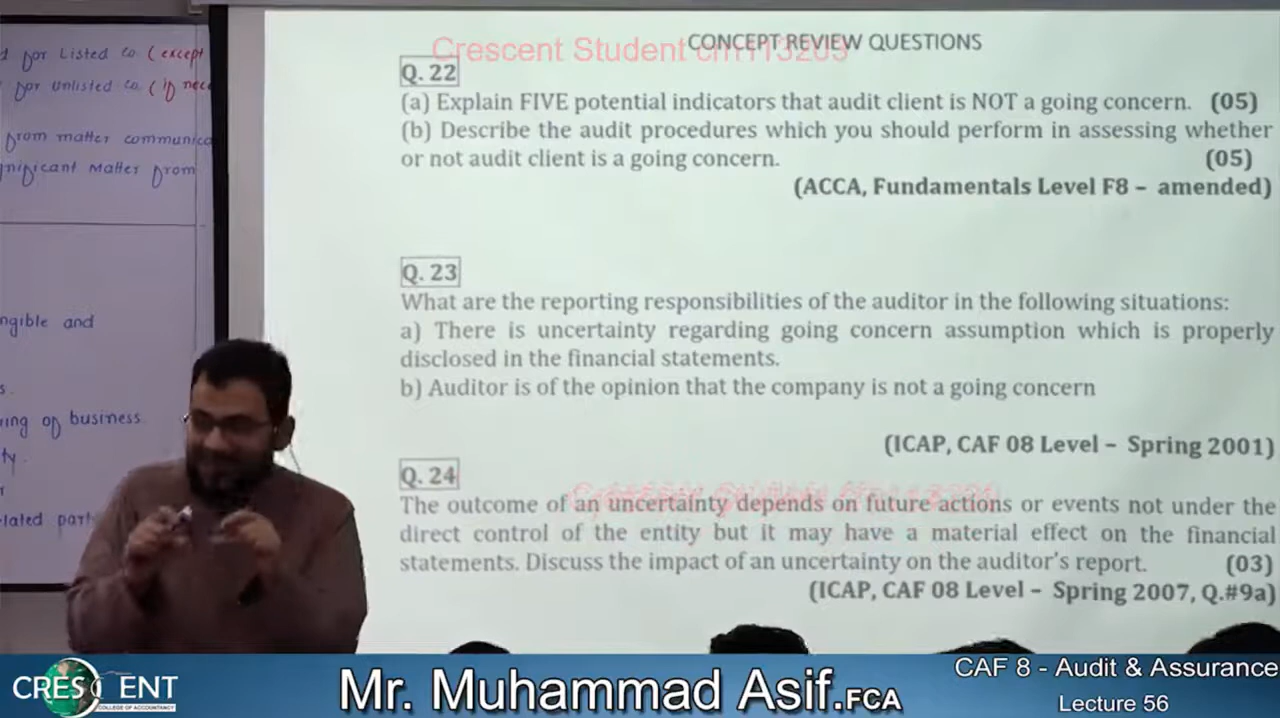 for Listed Co (except
for Unlisted Co (if nece
from matter communica
gnificant Matter from
ngible and
s.
ring of business
ty.
lated part
Crescent Student
CONCEPT REVIEW QUESTIONS
Q. 22
(a) Explain FIVE potential indicators that audit client is NOT a going concern. (05)
(b) Describe the audit procedures which you should perform in assessing whether
or not audit client is a going concern. (05)
(ACCA, Fundamentals Level F8 – amended)
Q. 23
What are the reporting responsibilities of the auditor in the following situations:
a) There is uncertainty regarding going concern assumption which is properly
disclosed in the financial statements.
b) Auditor is of the opinion that the company is not a going concern
(ICAP, CAF 08 Level – Spring 2001)
Q. 24
The outcome of an uncertainty depends on future actions or events not under the
direct control of the entity but it may have a material effect on the financial
statements. Discuss the impact of an uncertainty on the auditor's report. (03)
(ICAP, CAF 08 Level – Spring 2007, Q.#9a)
CRESCENT
COLLEGE OF ACCOUNTANCY
Mr. Muhammad Asif.FCA
CAF 8 - Audit & Assurance
Lecture 56